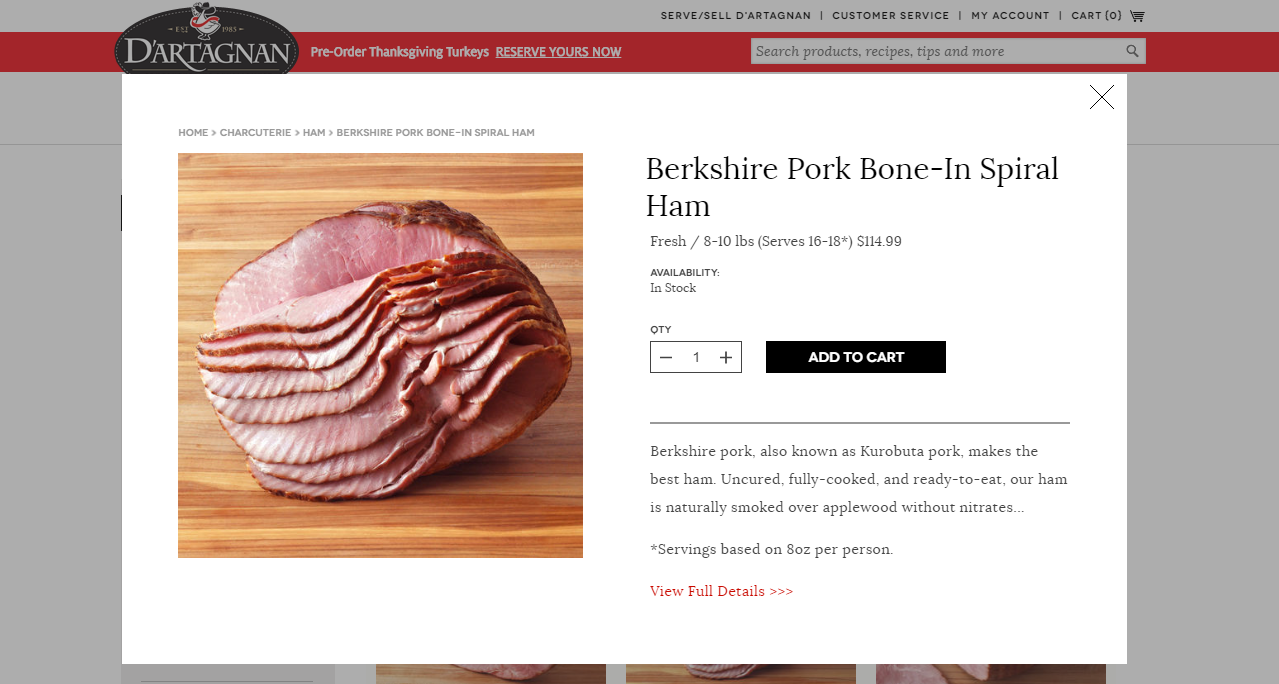 SERVE/SELL D'ARTAGNAN | CUSTOMER SERVICE | MY ACCOUNT | CART (0)
EST 1985
D'ARTAGNAN
Pre-Order Thanksgiving Turkeys RESERVE YOURS NOW
Search products, recipes, tips and more
HOME > CHARCUTERIE > HAM > BERKSHIRE PORK BONE-IN SPIRAL HAM
Berkshire Pork Bone-In Spiral
Ham
Fresh / 8-10 lbs (Serves 16-18*) $114.99
AVAILABILITY:
In Stock
QTY
1
ADD TO CART
Berkshire pork, also known as Kurobuta pork, makes the
best ham. Uncured, fully-cooked, and ready-to-eat, our ham
is naturally smoked over applewood without nitrates...
*Servings based on 8oz per person.
View Full Details >>>